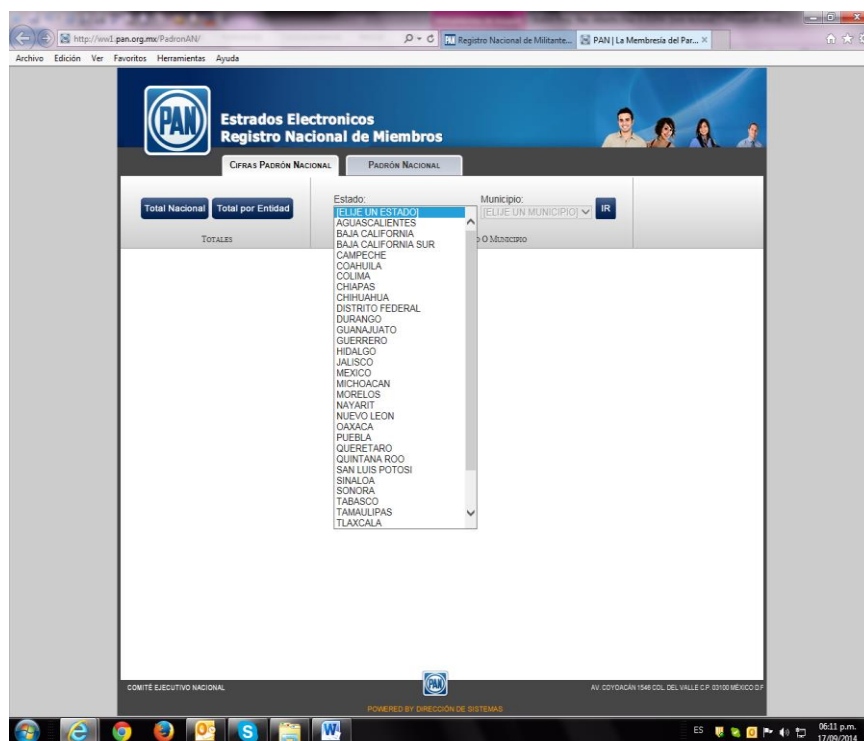 http://ww1.pan.org.mx/PadronAN/
Registro Nacional de Militante...
PAN | La Membresía del Par...
Archivo Edición Ver Favoritos Herramientas Ayuda
PAN
Estrados Electronicos
Registro Nacional de Miembros
Cifras Padrón Nacional
Padrón Nacional
Total Nacional
Total por Entidad
Totales
Estado:
Municipio:
[ELIJE UN ESTADO]
[ELIJE UN MUNICIPIO]
IR
O Municipio
AGUASCALIENTES
BAJA CALIFORNIA
BAJA CALIFORNIA SUR
CAMPECHE
COAHUILA
COLIMA
CHIAPAS
CHIHUAHUA
DISTRITO FEDERAL
DURANGO
GUANAJUATO
GUERRERO
HIDALGO
JALISCO
MEXICO
MICHOACAN
MORELOS
NAYARIT
NUEVO LEON
OAXACA
PUEBLA
QUERETARO
QUINTANA ROO
SAN LUIS POTOSI
SINALOA
SONORA
TABASCO
TAMAULIPAS
TLAXCALA
COMITÉ EJECUTIVO NACIONAL
PAN
AV. COYOACÁN 1546 COL. DEL VALLE C.P. 03100 MÉXICO D.F
POWERED BY DIRECCIÓN DE SISTEMAS
ES
06:11 p.m.
17/09/2014